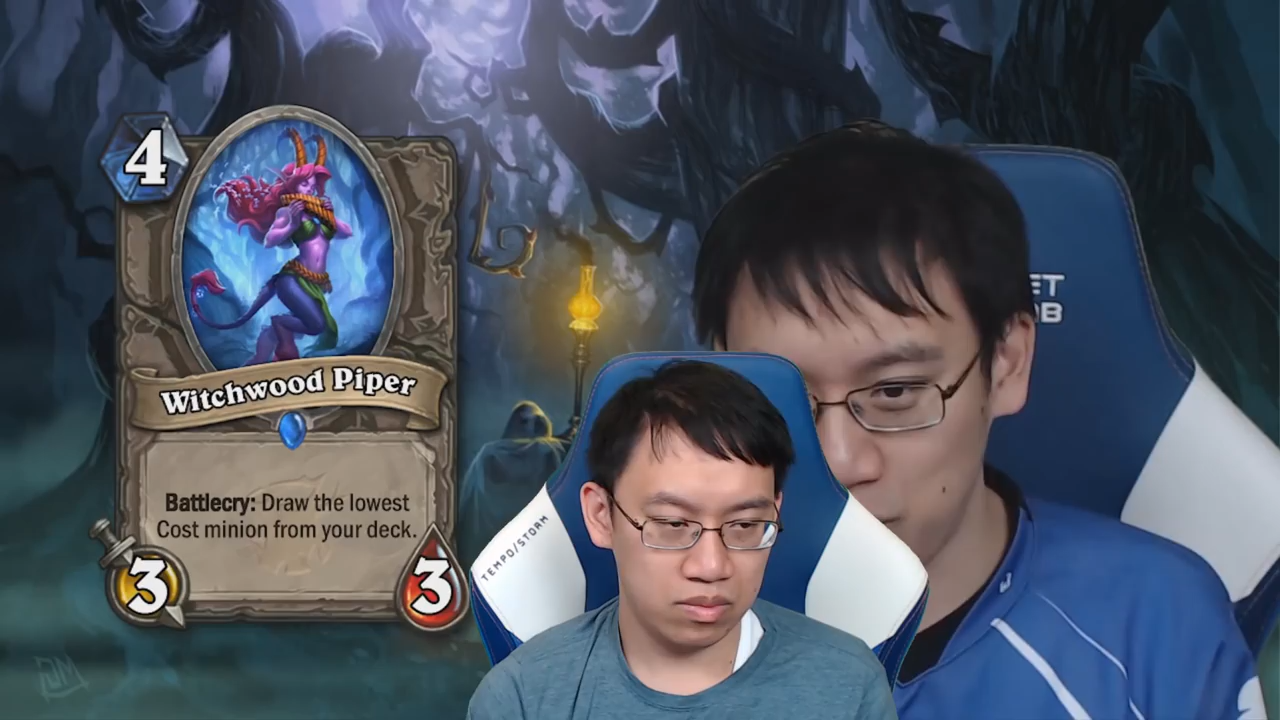 4
Witchwood Piper
Battlecry: Draw the lowest
Cost minion from your deck.
3
3
TEMPO/STORM